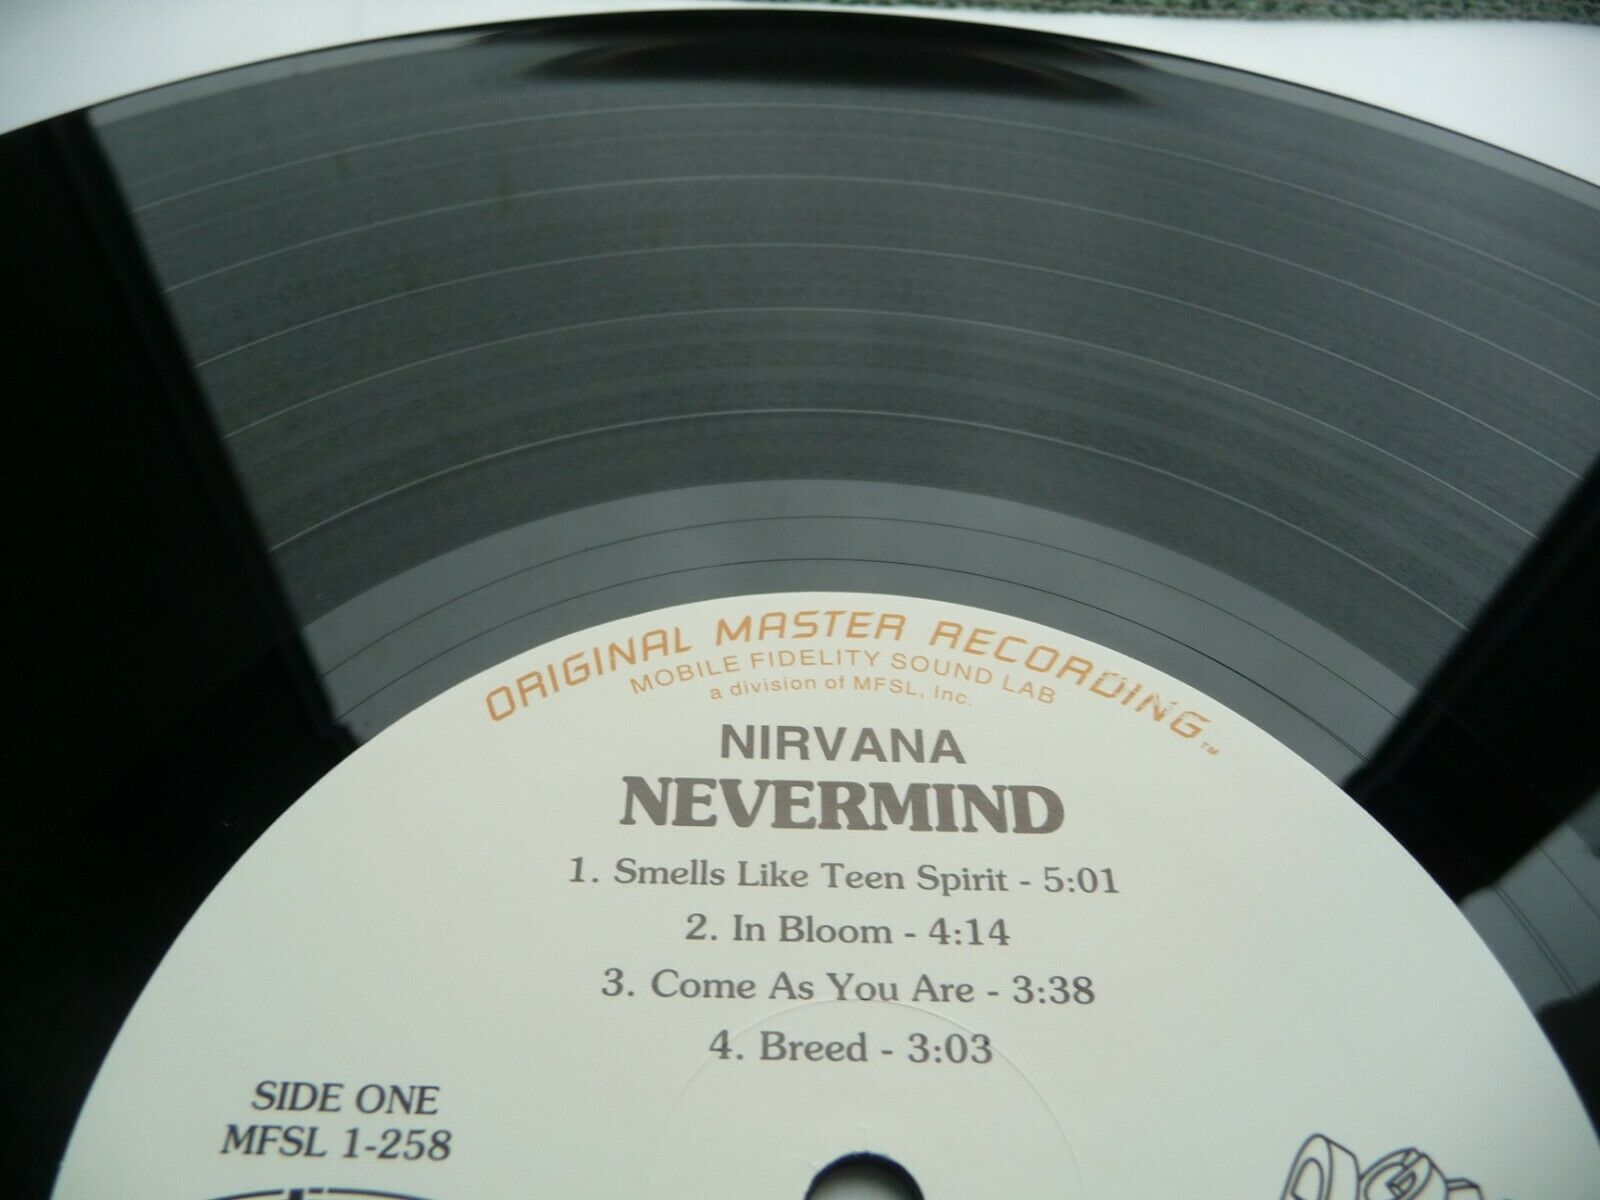 ORIGINAL MASTER RECORDING™
MOBILE FIDELITY SOUND LAB
a division of MFSL, Inc.
NIRVANA
NEVERMIND
1. Smells Like Teen Spirit - 5:01
2. In Bloom - 4:14
3. Come As You Are - 3:38
4. Breed - 3:03
SIDE ONE
MFSL 1-258